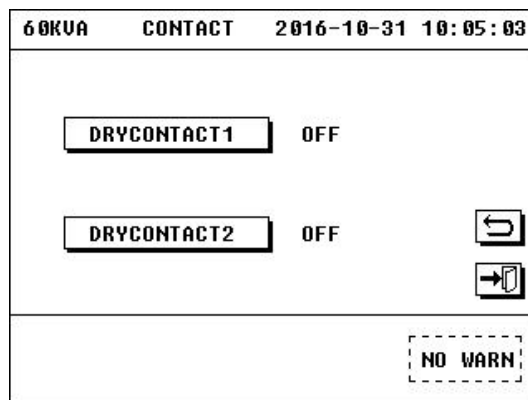 60KVA CONTACT 2016-10-31 10:05:03
DRYCONTACT1 OFF
DRYCONTACT2 OFF
NO WARN